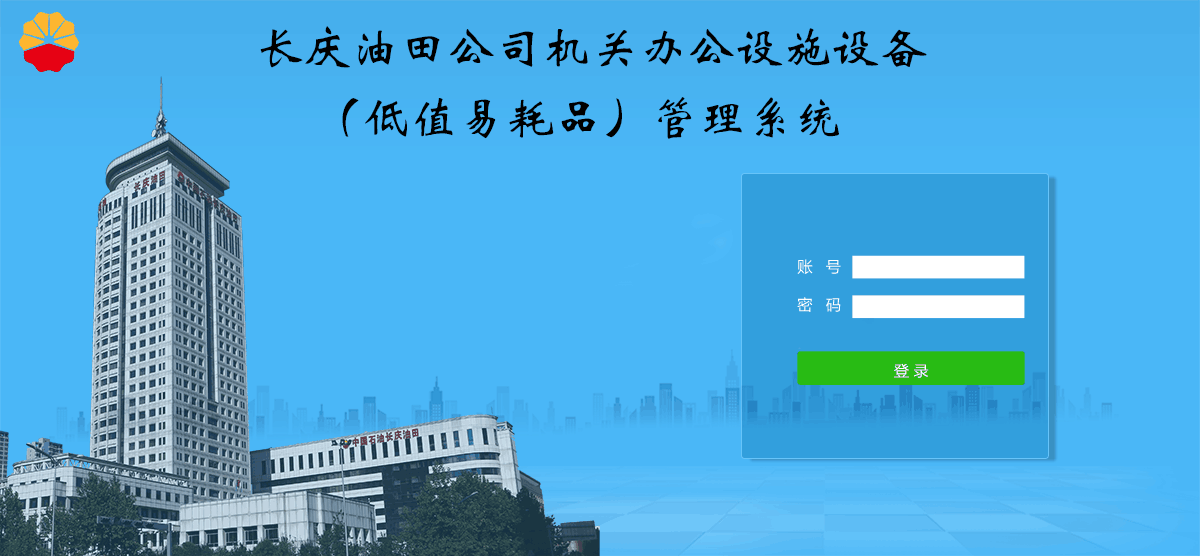 长庆油田公司机关办公设施设备
（低值易耗品）管理系统
长庆油田
账 号
密 码
登录
中国石油长庆油田